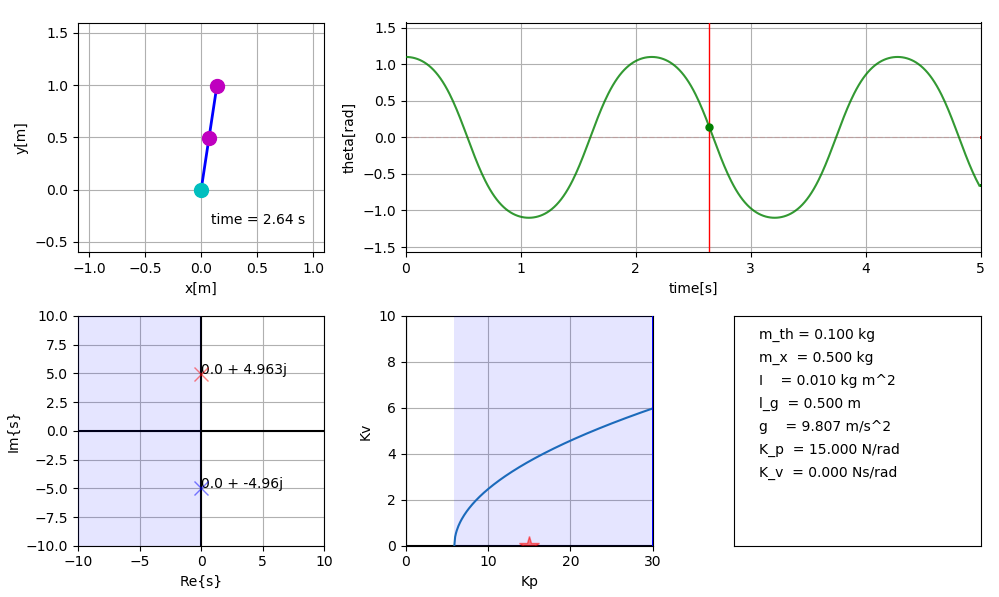 1.5
1.0
0.5
0.0
−0.5
y[m]
time = 2.64 s
−1.0 −0.5 0.0 0.5 1.0
x[m]
1.5
1.0
0.5
0.0
−0.5
−1.0
−1.5
theta[rad]
0 1 2 3 4 5
time[s]
10.0
7.5
5.0
2.5
0.0
−2.5
−5.0
−7.5
−10.0
Im{s}
0.0 + 4.963j
0.0 + -4.96j
−10 −5 0 5 10
Re{s}
10
8
6
4
2
0
Kv
0 10 20 30
Kp
m_th = 0.100 kg
m_x = 0.500 kg
I = 0.010 kg m^2
l_g = 0.500 m
g = 9.807 m/s^2
K_p = 15.000 N/rad
K_v = 0.000 Ns/rad